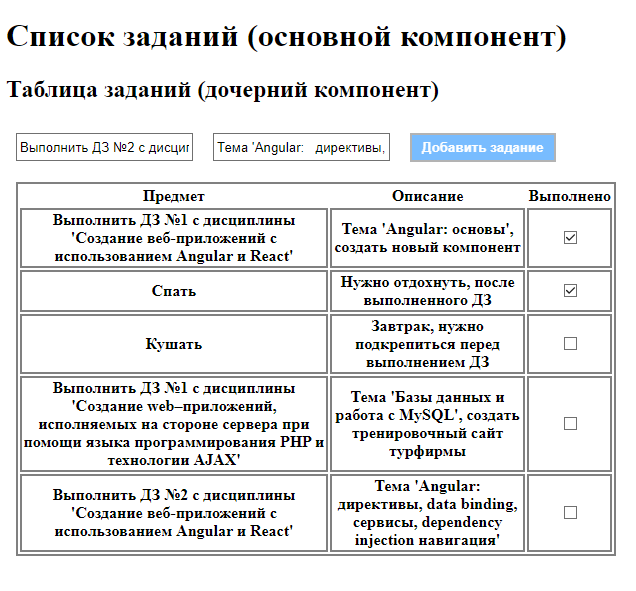 Список заданий (основной компонент)
Таблица заданий (дочерний компонент)
Выполнить ДЗ №2 с дисцип
Тема 'Angular: директивы,
Добавить задание
Предмет
Описание
Выполнено
Выполнить ДЗ №1 с дисциплины
'Создание веб-приложений с
использованием Angular и React'
Тема 'Angular: основы',
создать новый компонент
Спать
Нужно отдохнуть, после
выполненного ДЗ
Кушать
Завтрак, нужно
подкрепиться перед
выполнением ДЗ
Выполнить ДЗ №1 с дисциплины
'Создание web–приложений,
исполняемых на стороне сервера при
помощи языка программирования PHP и
технологии AJAX'
Тема 'Базы данных и
работа с MySQL', создать
тренировочный сайт
турфирмы
Выполнить ДЗ №2 с дисциплины
'Создание веб-приложений с
использованием Angular и React'
Тема 'Angular:
директивы, data binding,
сервисы, dependency
injection навигация'